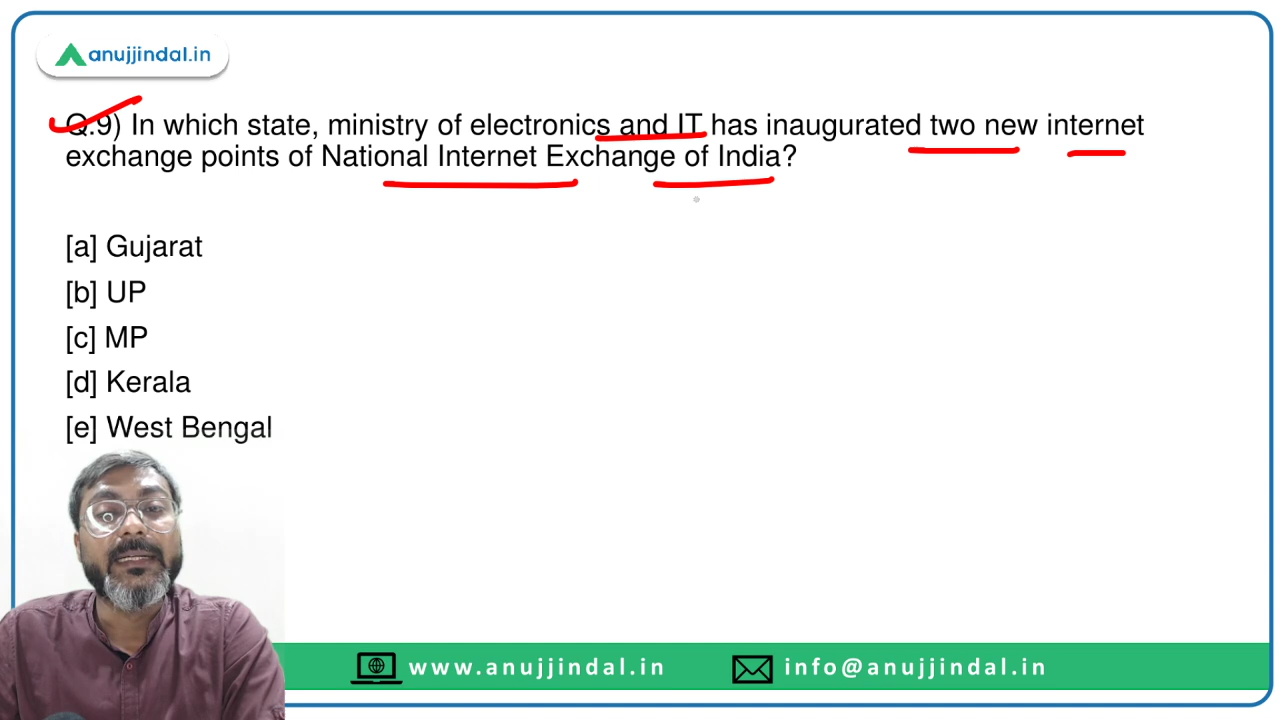 anujjindal.in
Q.9) In which state, ministry of electronics and IT has inaugurated two new internet
exchange points of National Internet Exchange of India?
[a] Gujarat
[b] UP
[c] MP
[d] Kerala
[e] West Bengal
www.anujjindal.in
info@anujjindal.in